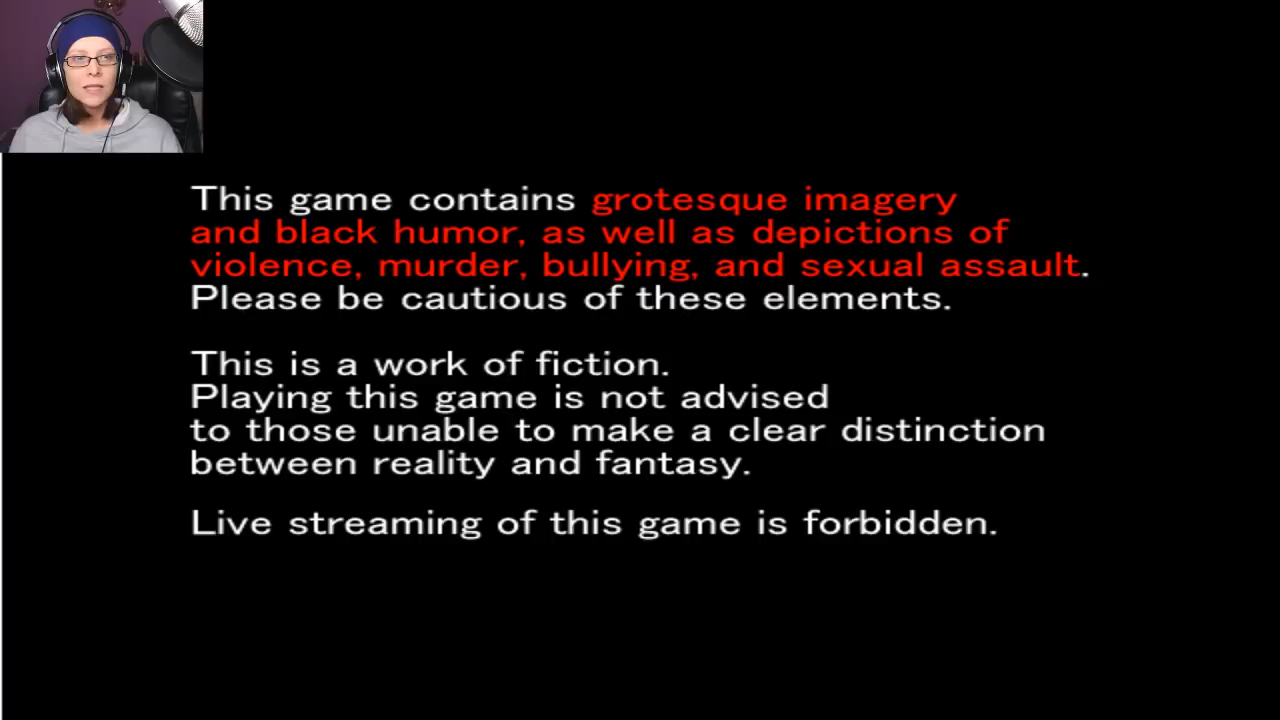 This game contains grotesque imagery
and black humor, as well as depictions of
violence, murder, bullying, and sexual assault.
Please be cautious of these elements.
This is a work of fiction.
Playing this game is not advised
to those unable to make a clear distinction
between reality and fantasy.
Live streaming of this game is forbidden.